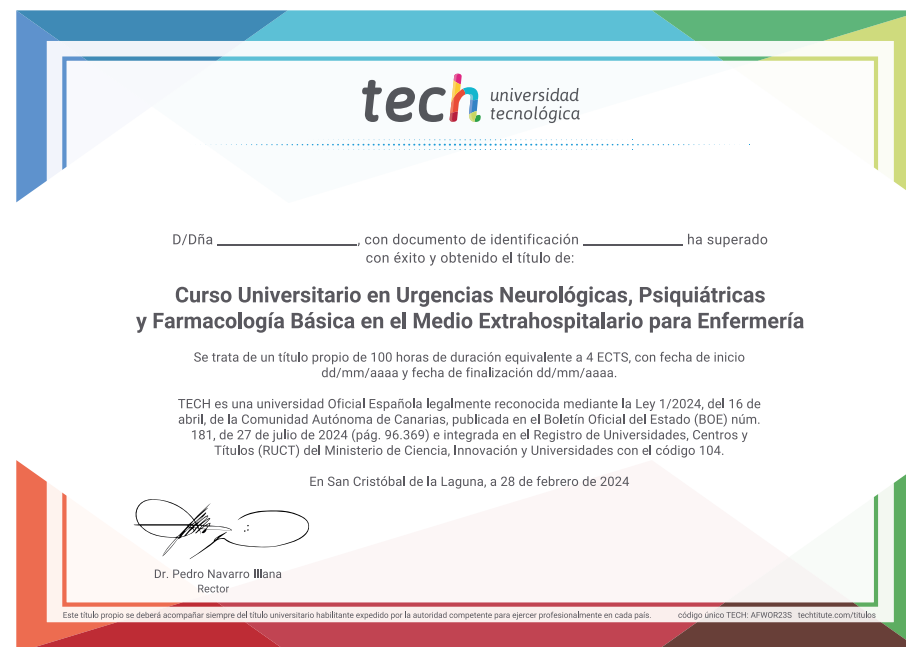 tech universidad
tecnológica
D/Dña ____________________, con documento de identificación ______________ ha superado
con éxito y obtenido el título de:
Curso Universitario en Urgencias Neurológicas, Psiquiátricas
y Farmacología Básica en el Medio Extrahospitalario para Enfermería
Se trata de un título propio de 100 horas de duración equivalente a 4 ECTS, con fecha de inicio
dd/mm/aaaa y fecha de finalización dd/mm/aaaa.
TECH es una universidad Oficial Española legalmente reconocida mediante la Ley 1/2024, del 16 de
abril, de la Comunidad Autónoma de Canarias, publicada en el Boletín Oficial del Estado (BOE) núm.
181, de 27 de julio de 2024 (pág. 96.369) e integrada en el Registro de Universidades, Centros y
Títulos (RUCT) del Ministerio de Ciencia, Innovación y Universidades con el código 104.
En San Cristóbal de la Laguna, a 28 de febrero de 2024
Dr. Pedro Navarro Illana
Rector
Este título propio se deberá acompañar siempre del título universitario habilitante expedido por la autoridad competente para ejercer profesionalmente en cada país. código único TECH: AFWOR23S techtitute.com/titulos